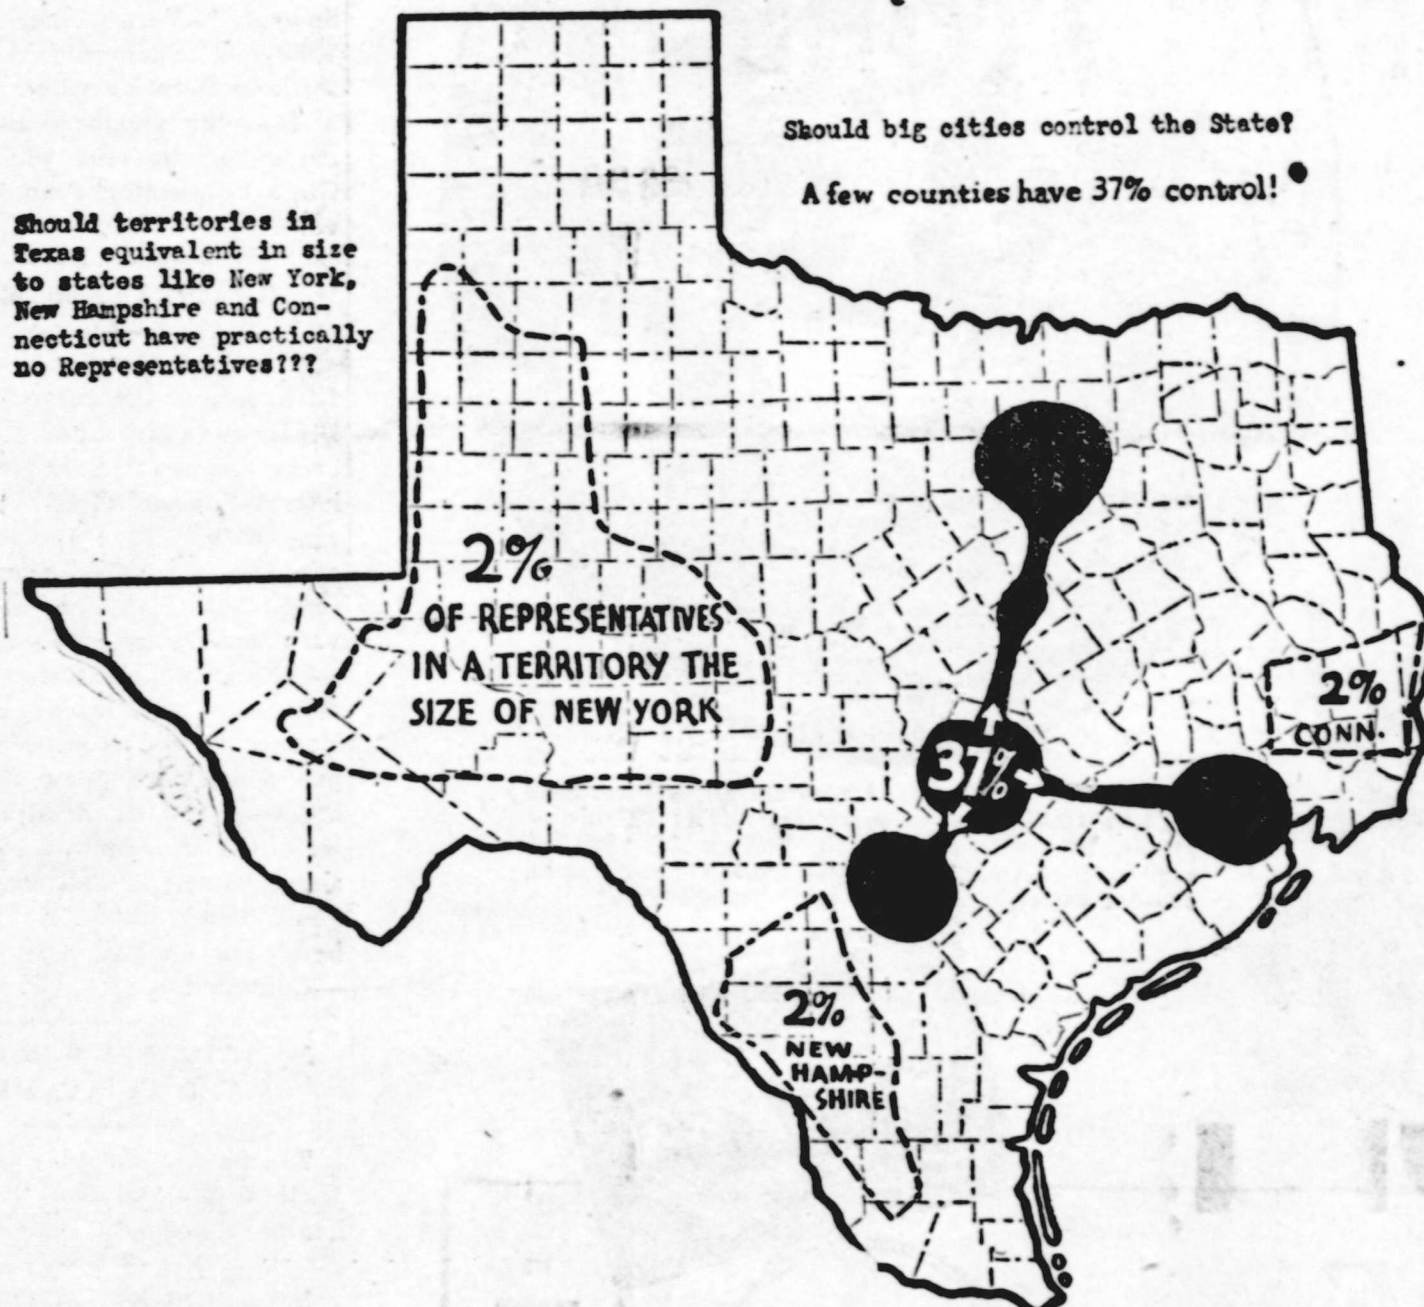 Should big cities control the State?
A few counties have 37% control!
Should territories in
Texas equivalent in size
to states like New York,
New Hampshire and Con-
necticut have practically
no Representatives???
2%
OF REPRESENTATIVES
IN A TERRITORY THE
SIZE OF NEW YORK
2%
CONN.
37%
2%
NEW
HAMP-
SHIRE